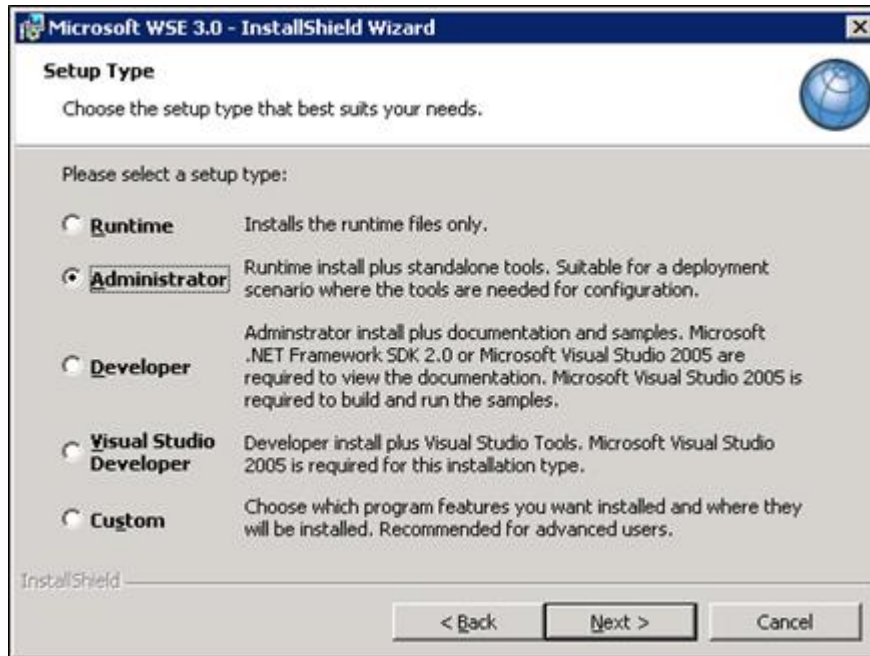 Microsoft WSE 3.0 - InstallShield Wizard
Setup Type
Choose the setup type that best suits your needs.
Please select a setup type:
Runtime
Installs the runtime files only.
Administrator
Runtime install plus standalone tools. Suitable for a deployment
scenario where the tools are needed for configuration.
Developer
Adminstrator install plus documentation and samples. Microsoft
.NET Framework SDK 2.0 or Microsoft Visual Studio 2005 are
required to view the documentation. Microsoft Visual Studio 2005 is
required to build and run the samples.
Visual Studio
Developer
Developer install plus Visual Studio Tools. Microsoft Visual Studio
2005 is required for this installation type.
Custom
Choose which program features you want installed and where they
will be installed. Recommended for advanced users.
InstallShield
< Back
Next >
Cancel